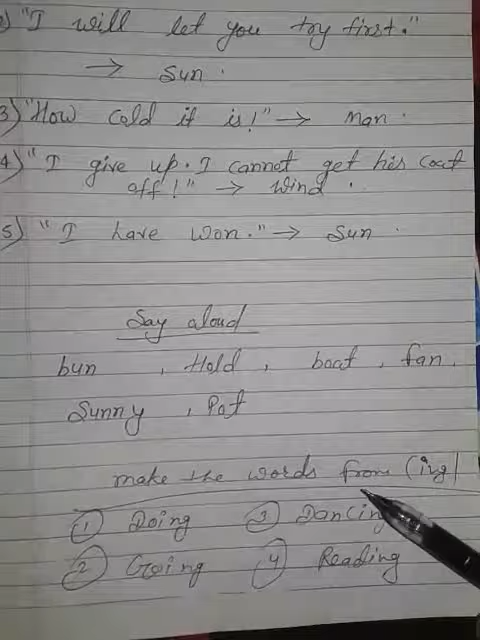 "I will let you try first."
→ Sun.
3) "How cold it is!" → Man.
4) "I give up. I cannot get his coat
off!" → Wind.
5) "I have won." → Sun.
Say aloud
bun, Hold, boat, fan.
Sunny, Pat
make the words from (ing)
① Doing ③ Dancing
② Going ④ Reading